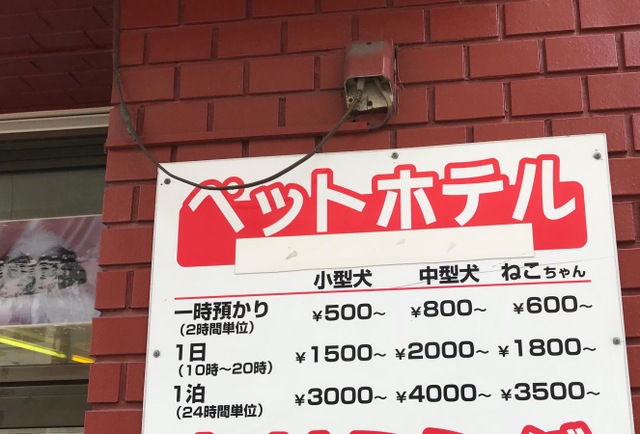 ペットホテル
小型犬 中型犬 ねこちゃん
一時預かり ¥500~ ¥800~ ¥600~
(2時間単位)
1日 ¥1500~ ¥2000~ ¥1800~
(10時~20時)
1泊 ¥3000~ ¥4000~ ¥3500~
(24時間単位)